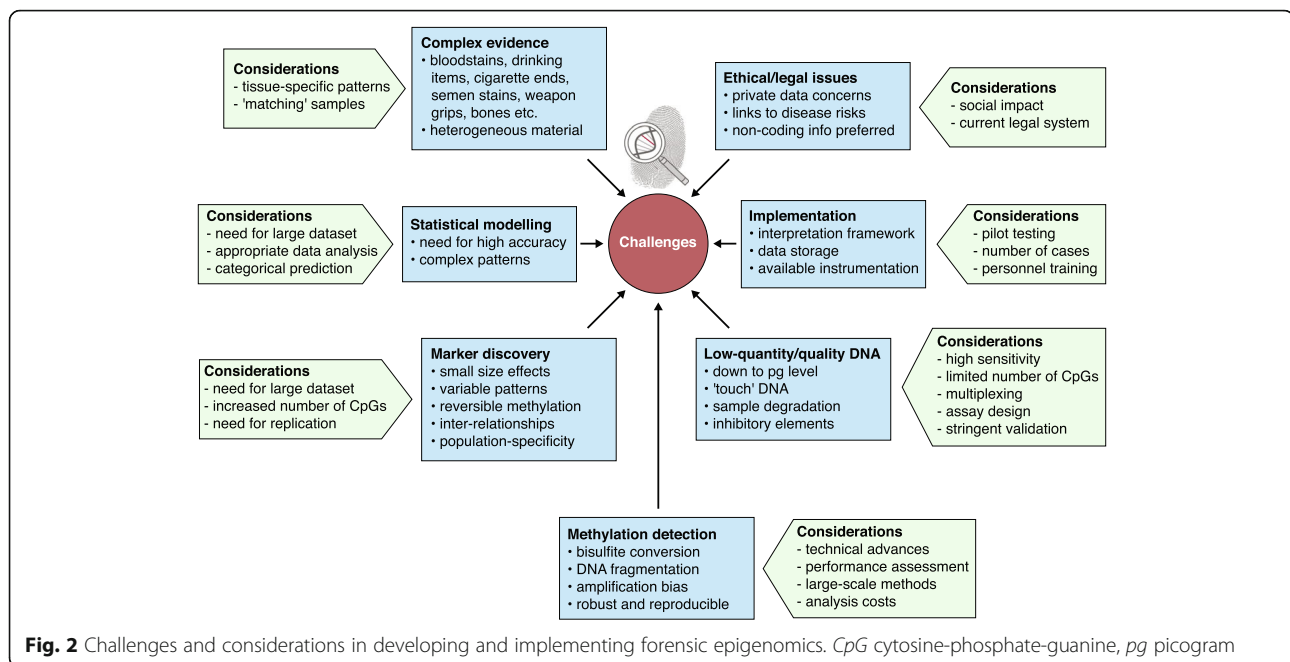 Considerations
- tissue-specific patterns
- 'matching' samples
Complex evidence
• bloodstains, drinking
items, cigarette ends,
semen stains, weapon
grips, bones etc.
• heterogeneous material
Ethical/legal issues
• private data concerns
• links to disease risks
• non-coding info preferred
Considerations
- social impact
- current legal system
Considerations
- need for large dataset
- appropriate data analysis
- categorical prediction
Statistical modelling
• need for high accuracy
• complex patterns
Challenges
Implementation
• interpretation framework
• data storage
• available instrumentation
Considerations
- pilot testing
- number of cases
- personnel training
Considerations
- need for large dataset
- increased number of CpGs
- need for replication
Marker discovery
• small size effects
• variable patterns
• reversible methylation
• inter-relationships
• population-specificity
Low-quantity/quality DNA
• down to pg level
• 'touch' DNA
• sample degradation
• inhibitory elements
Considerations
- high sensitivity
- limited number of CpGs
- multiplexing
- assay design
- stringent validation
Methylation detection
• bisulfite conversion
• DNA fragmentation
• amplification bias
• robust and reproducible
Considerations
- technical advances
- performance assessment
- large-scale methods
- analysis costs
Fig. 2 Challenges and considerations in developing and implementing forensic epigenomics. CpG cytosine-phosphate-guanine, pg picogram